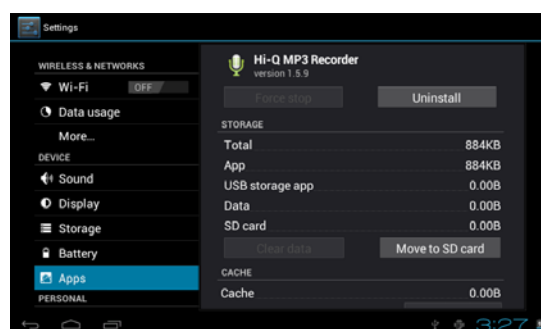 Settings
WIRELESS & NETWORKS
Wi-Fi OFF
Data usage
More...
DEVICE
Sound
Display
Storage
Battery
Apps
PERSONAL
Hi-Q MP3 Recorder
version 1.5.9
Force stop Uninstall
STORAGE
Total 884KB
App 884KB
USB storage app 0.00B
Data 0.00B
SD card 0.00B
Clear data Move to SD card
CACHE
Cache 0.00B
3:27